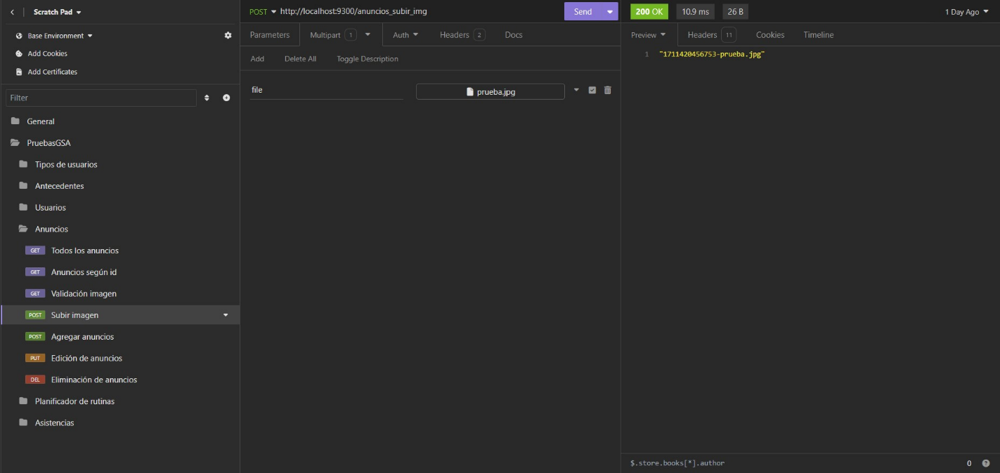 Scratch Pad
Base Environment
Add Cookies
Add Certificates
Filter
General
PruebasGSA
Tipos de usuarios
Antecedentes
Usuarios
Anuncios
GET Todos los anuncios
GET Anuncios según id
GET Validación imagen
POST Subir imagen
POST Agregar anuncios
PUT Edición de anuncios
DEL Eliminación de anuncios
Planificador de rutinas
Asistencias
POST http://localhost:9300/anuncios_subir_img Send
Parameters Multipart 1 Auth Headers 2 Docs
Add Delete All Toggle Description
file prueba.jpg
200 OK 10.9 ms 26 B 1 Day Ago
Preview Headers 11 Cookies Timeline
1 "1711420456753-prueba.jpg"
$.store.books[*].author 0 ?